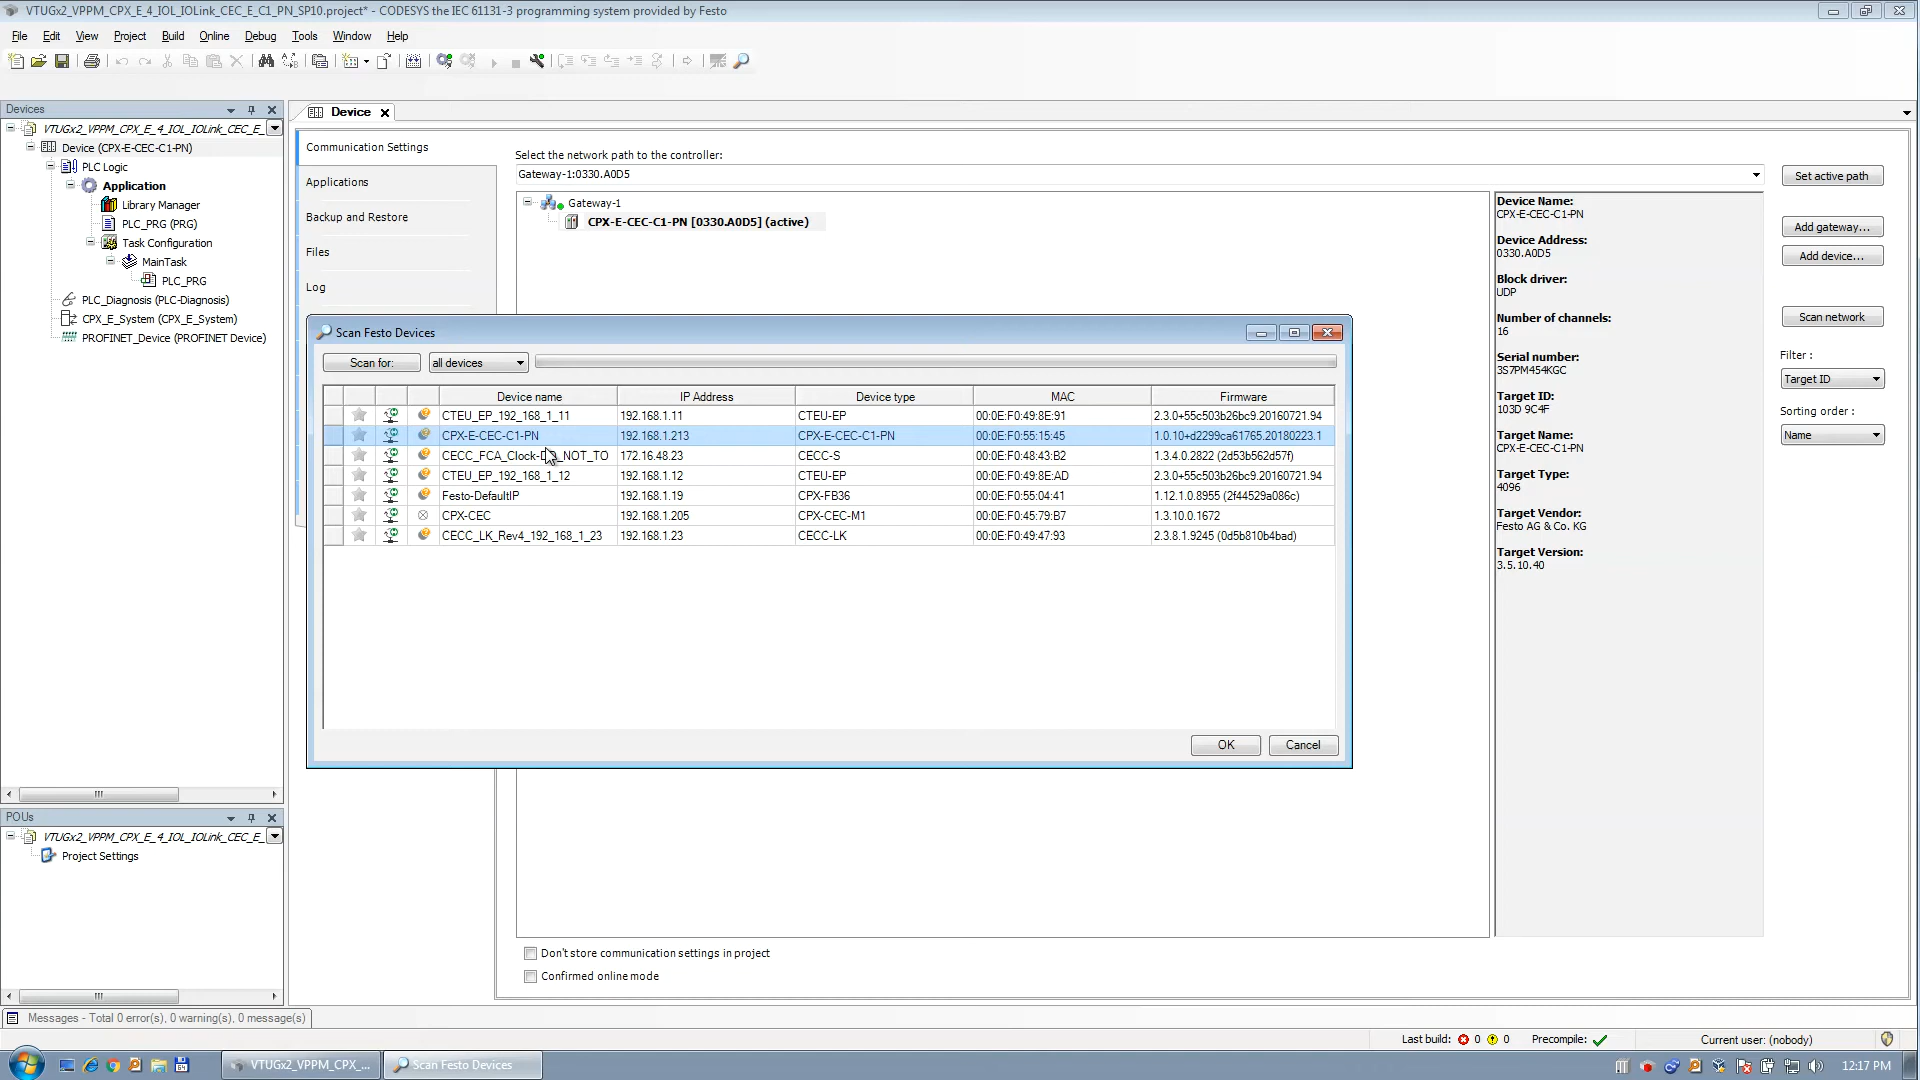 VTUGx2_VPPM_CPX_E_4_IOL_IOLink_CEC_E_C1_PN_SP10.project* - CODESYS the IEC 61131-3 programming system provided by Festo
File Edit View Project Build Online Debug Tools Window Help
Devices
VTUGx2_VPPM_CPX_E_4_IOL_IOLink_CEC_E_
Device (CPX-E-CEC-C1-PN)
PLC Logic
Application
Library Manager
PLC_PRG (PRG)
Task Configuration
MainTask
PLC_PRG
PLC_Diagnosis (PLC-Diagnosis)
CPX_E_System (CPX_E_System)
PROFINET_Device (PROFINET Device)
POUs
VTUGx2_VPPM_CPX_E_4_IOL_IOLink_CEC_E_
Project Settings
Device
Communication Settings
Applications
Backup and Restore
Files
Log
Select the network path to the controller:
Gateway-1:0330.A0D5
Gateway-1
CPX-E-CEC-C1-PN [0330.A0D5] (active)
Device Name:
CPX-E-CEC-C1-PN
Device Address:
0330.A0D5
Block driver:
UDP
Number of channels:
16
Serial number:
3S7PM454KGC
Target ID:
103D 9C4F
Target Name:
CPX-E-CEC-C1-PN
Target Type:
4096
Target Vendor:
Festo AG & Co. KG
Target Version:
3.5.10.40
Set active path
Add gateway...
Add device...
Scan network
Filter :
Target ID
Sorting order :
Name
Scan Festo Devices
Scan for: all devices
Device name IP Address Device type MAC Firmware
CTEU_EP_192_168_1_11 192.168.1.11 CTEU-EP 00:0E:F0:49:8E:91 2.3.0+55c503b26bc9.20160721.94
CPX-E-CEC-C1-PN 192.168.1.213 CPX-E-CEC-C1-PN 00:0E:F0:55:15:45 1.0.10+d2299ca61765.20180223.1
CECC_FCA_Clock- _NOT_TO 172.16.48.23 CECC-S 00:0E:F0:48:43:B2 1.3.4.0.2822 (2d53b562d57f)
CTEU_EP_192_168_1_12 192.168.1.12 CTEU-EP 00:0E:F0:49:8E:AD 2.3.0+55c503b26bc9.20160721.94
Festo-DefaultIP 192.168.1.19 CPX-FB36 00:0E:F0:55:04:41 1.12.1.0.8955 (2f44529a086c)
CPX-CEC 192.168.1.205 CPX-CEC-M1 00:0E:F0:45:79:B7 1.3.10.0.1672
CECC_LK_Rev4_192_168_1_23 192.168.1.23 CECC-LK 00:0E:F0:49:47:93 2.3.8.1.9245 (0d5b810b4bad)
OK Cancel
Don't store communication settings in project
Confirmed online mode
Messages - Total 0 error(s), 0 warning(s), 0 message(s)
Last build: 0 0 Precompile: Current user: (nobody)
VTUGx2_VPPM_CPX_... Scan Festo Devices 12:17 PM